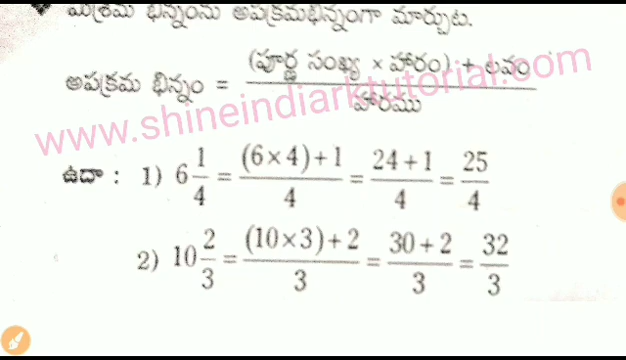 మిశ్రమ భిన్నంను అపక్రమభిన్నంగా మార్చుట.
అపక్రమ భిన్నం = (పూర్ణ సంఖ్య × హారం) + లవం / హారము
www.shineindiarktutorial.com
ఉదా : 1) 6 1/4 = (6×4)+1/4 = 24+1/4 = 25/4
2) 10 2/3 = (10×3)+2/3 = 30+2/3 = 32/3